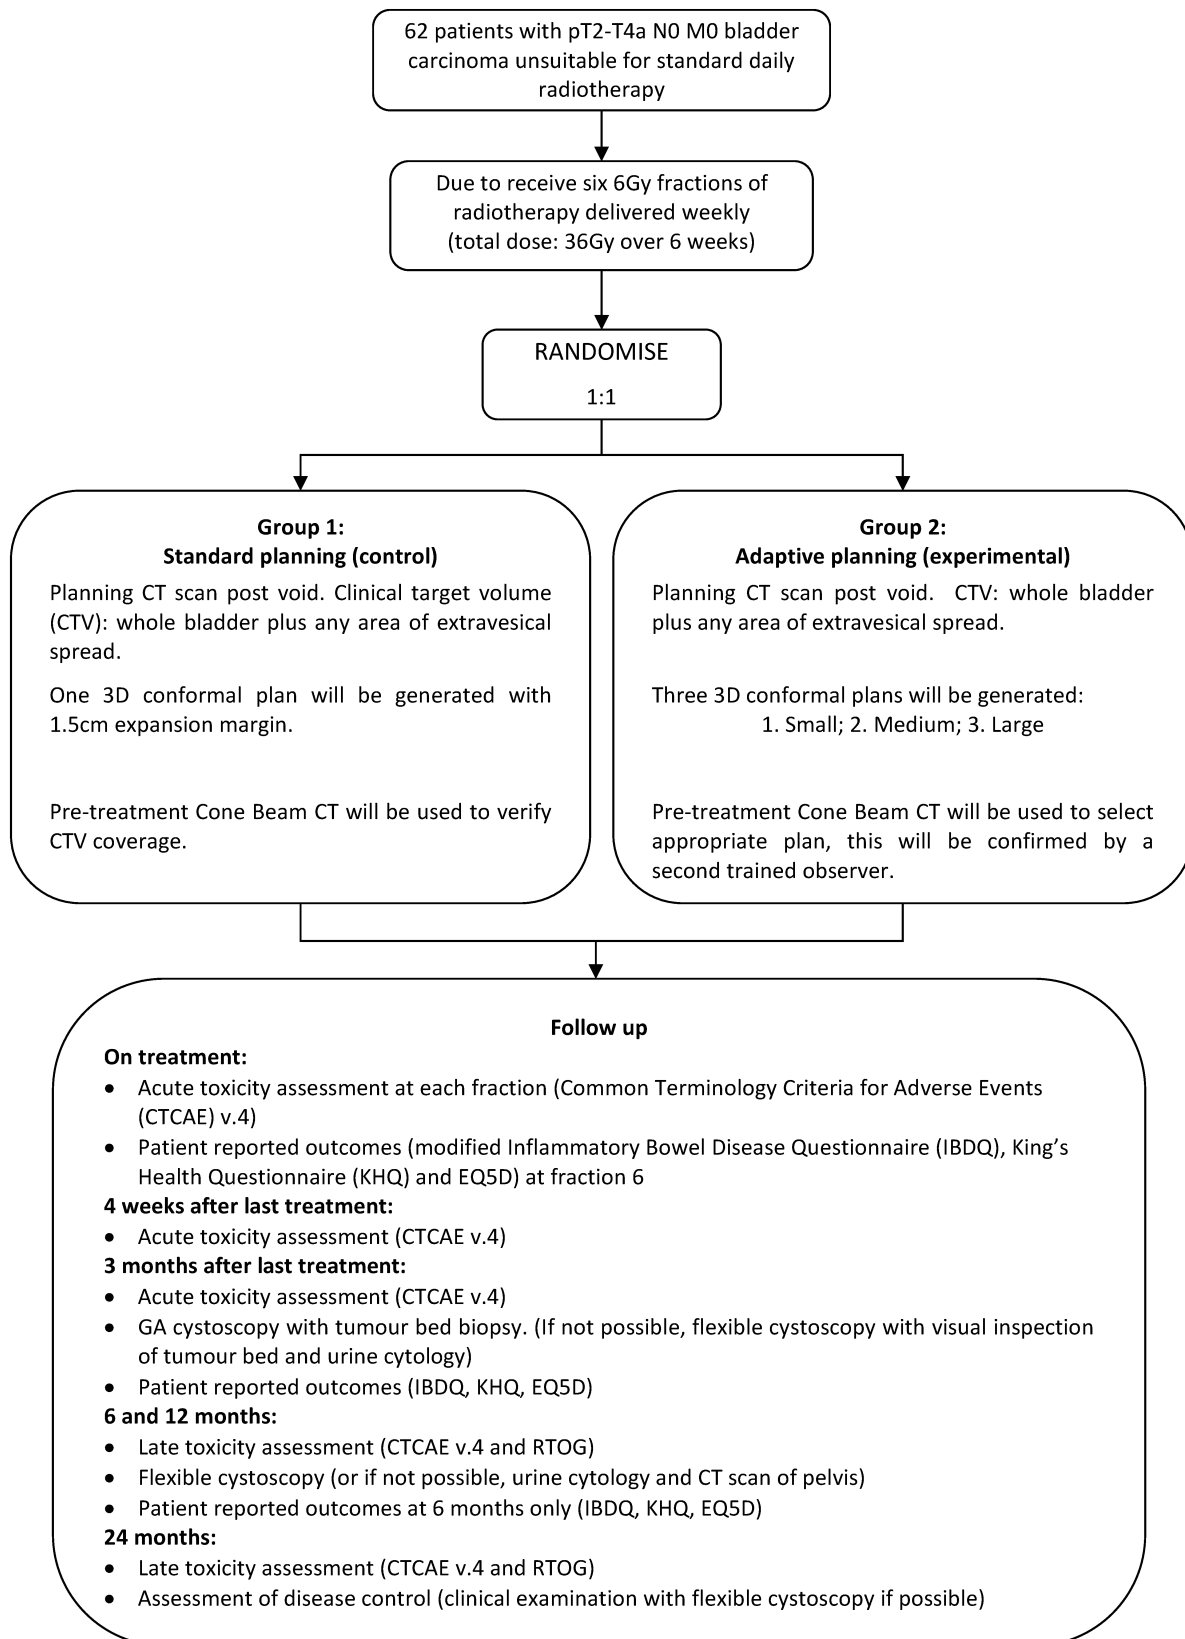 62 patients with pT2-T4a N0 M0 bladder
carcinoma unsuitable for standard daily
radiotherapy
Due to receive six 6Gy fractions of
radiotherapy delivered weekly
(total dose: 36Gy over 6 weeks)
RANDOMISE
1:1
Group 1:
Standard planning (control)
Planning CT scan post void. Clinical target volume
(CTV): whole bladder plus any area of extravesical
spread.
One 3D conformal plan will be generated with
1.5cm expansion margin.
Pre-treatment Cone Beam CT will be used to verify
CTV coverage.
Group 2:
Adaptive planning (experimental)
Planning CT scan post void. CTV: whole bladder
plus any area of extravesical spread.
Three 3D conformal plans will be generated:
1. Small; 2. Medium; 3. Large
Pre-treatment Cone Beam CT will be used to select
appropriate plan, this will be confirmed by a
second trained observer.
Follow up
On treatment:
• Acute toxicity assessment at each fraction (Common Terminology Criteria for Adverse Events
(CTCAE) v.4)
• Patient reported outcomes (modified Inflammatory Bowel Disease Questionnaire (IBDQ), King’s
Health Questionnaire (KHQ) and EQ5D) at fraction 6
4 weeks after last treatment:
• Acute toxicity assessment (CTCAE v.4)
3 months after last treatment:
• Acute toxicity assessment (CTCAE v.4)
• GA cystoscopy with tumour bed biopsy. (If not possible, flexible cystoscopy with visual inspection
of tumour bed and urine cytology)
• Patient reported outcomes (IBDQ, KHQ, EQ5D)
6 and 12 months:
• Late toxicity assessment (CTCAE v.4 and RTOG)
• Flexible cystoscopy (or if not possible, urine cytology and CT scan of pelvis)
• Patient reported outcomes at 6 months only (IBDQ, KHQ, EQ5D)
24 months:
• Late toxicity assessment (CTCAE v.4 and RTOG)
• Assessment of disease control (clinical examination with flexible cystoscopy if possible)